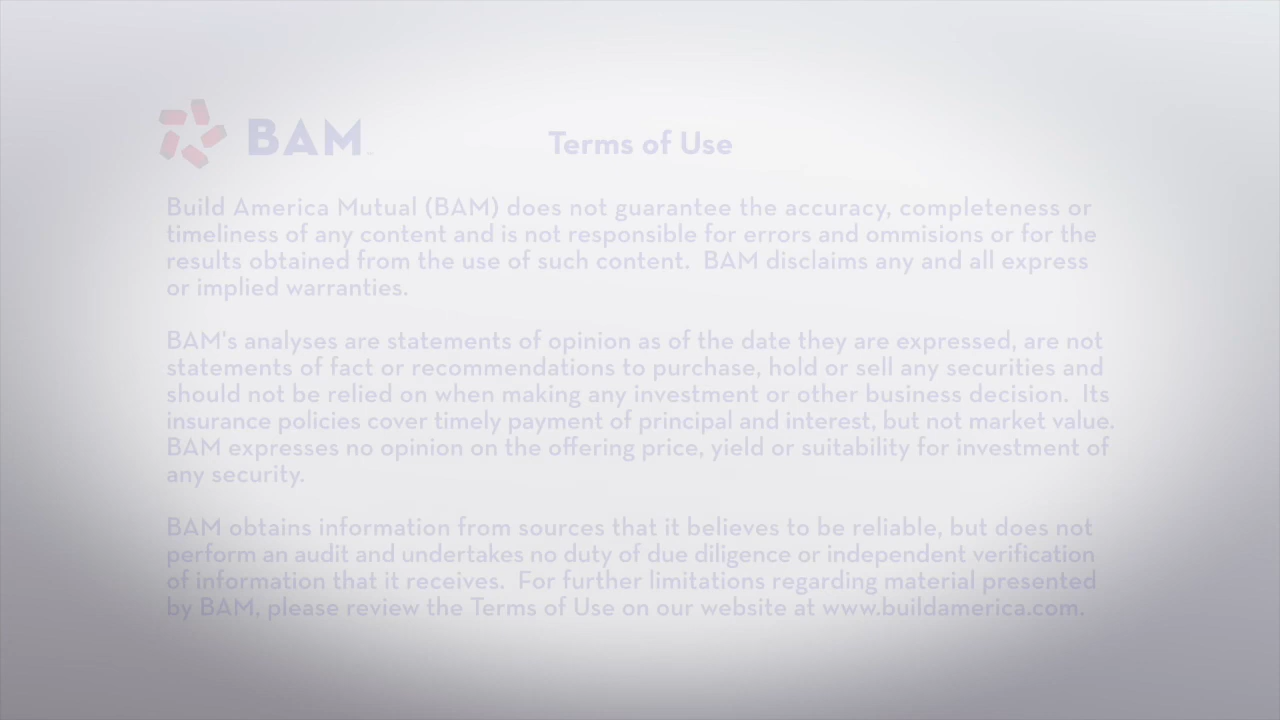 BAM
Terms of Use
Build America Mutual (BAM) does not guarantee the accuracy, completeness or
timeliness of any content and is not responsible for errors and ommisions or for the
results obtained from the use of such content.  BAM disclaims any and all express
or implied warranties.
BAM's analyses are statements of opinion as of the date they are expressed, are not
statements of fact or recommendations to purchase, hold or sell any securities and
should not be relied on when making any investment or other business decision.  Its
insurance policies cover timely payment of principal and interest, but not market value.
BAM expresses no opinion on the offering price, yield or suitability for investment of
any security.
BAM obtains information from sources that it believes to be reliable, but does not
perform an audit and undertakes no duty of due diligence or independent verification
of information that it receives.  For further limitations regarding material presented
by BAM, please review the Terms of Use on our website at www.buildamerica.com.